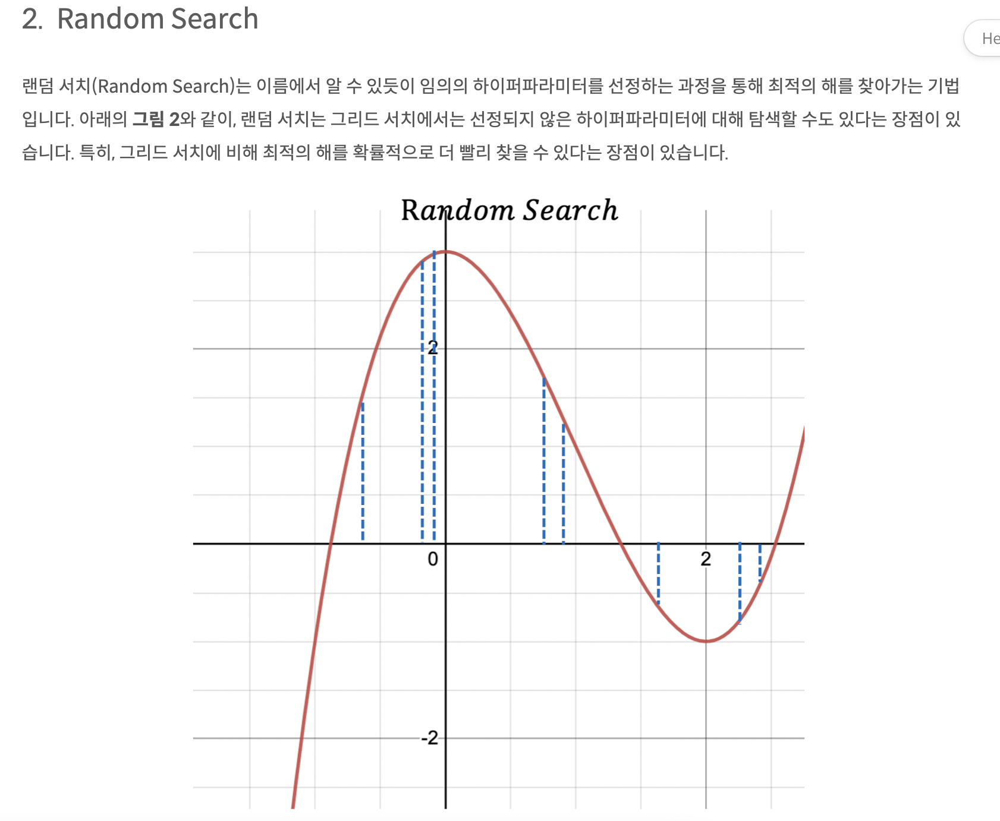 2. Random Search
He
랜덤 서치(Random Search)는 이름에서 알 수 있듯이 임의의 하이퍼파라미터를 선정하는 과정을 통해 최적의 해를 찾아가는 기법
입니다. 아래의 그림 2와 같이, 랜덤 서치는 그리드 서치에서는 선정되지 않은 하이퍼파라미터에 대해 탐색할 수도 있다는 장점이 있
습니다. 특히, 그리드 서치에 비해 최적의 해를 확률적으로 더 빨리 찾을 수 있다는 장점이 있습니다.
Random Search
2
0
2
-2